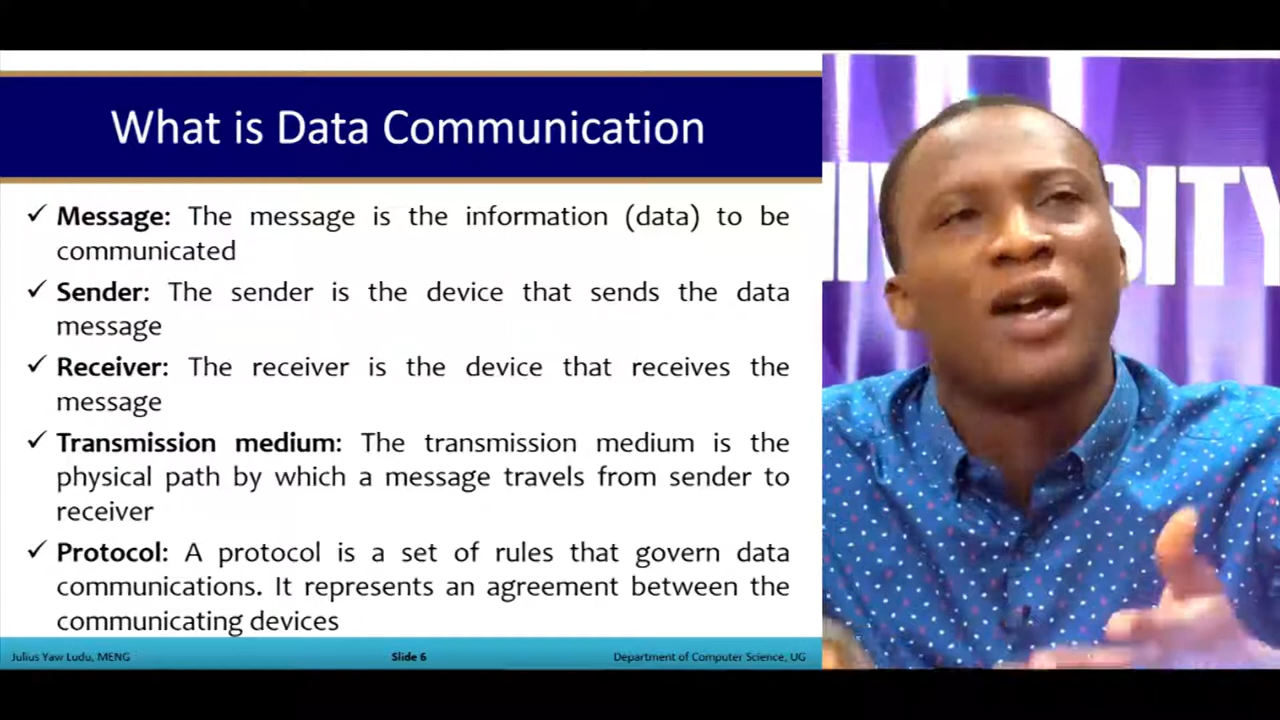 What is Data Communication
✓ Message: The message is the information (data) to be
communicated
✓ Sender: The sender is the device that sends the data
message
✓ Receiver: The receiver is the device that receives the
message
✓ Transmission medium: The transmission medium is the
physical path by which a message travels from sender to
receiver
✓ Protocol: A protocol is a set of rules that govern data
communications. It represents an agreement between the
communicating devices
Julius Yaw Ludu, MENG
Slide 6
Department of Computer Science, UG